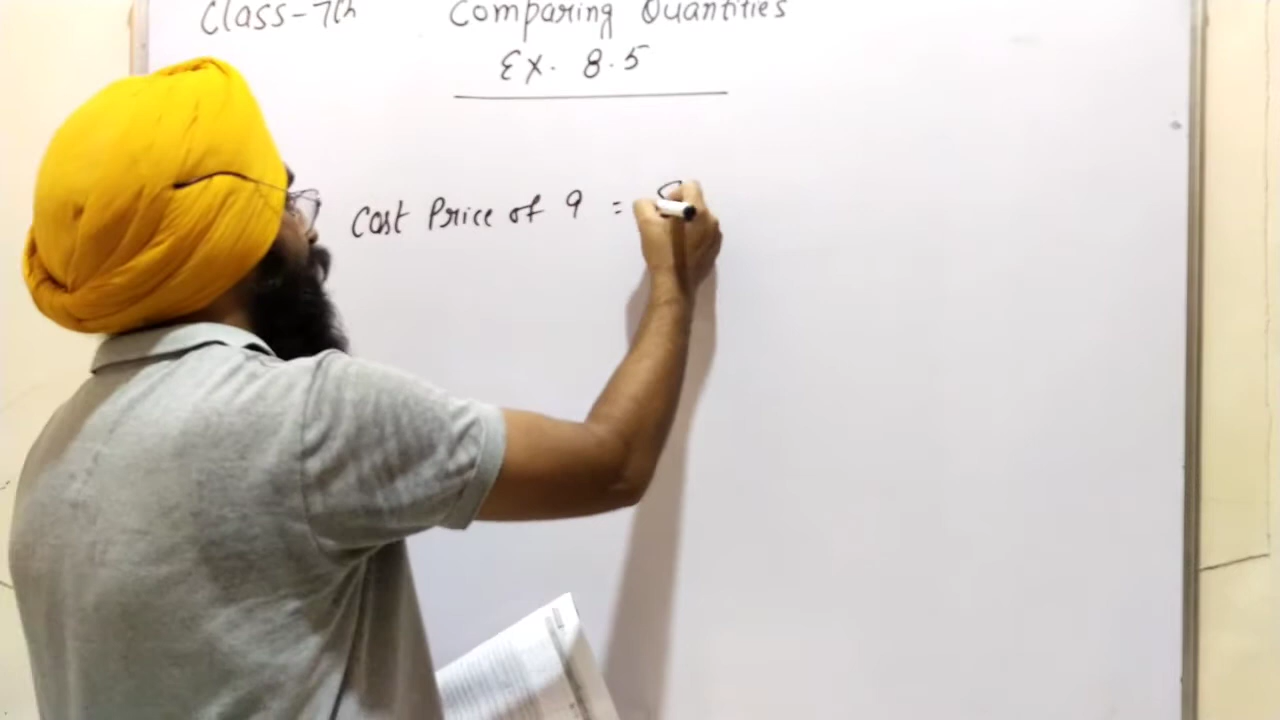 Class-7th Comparing Quantities
Ex. 8.5
Cost Price of 9 =